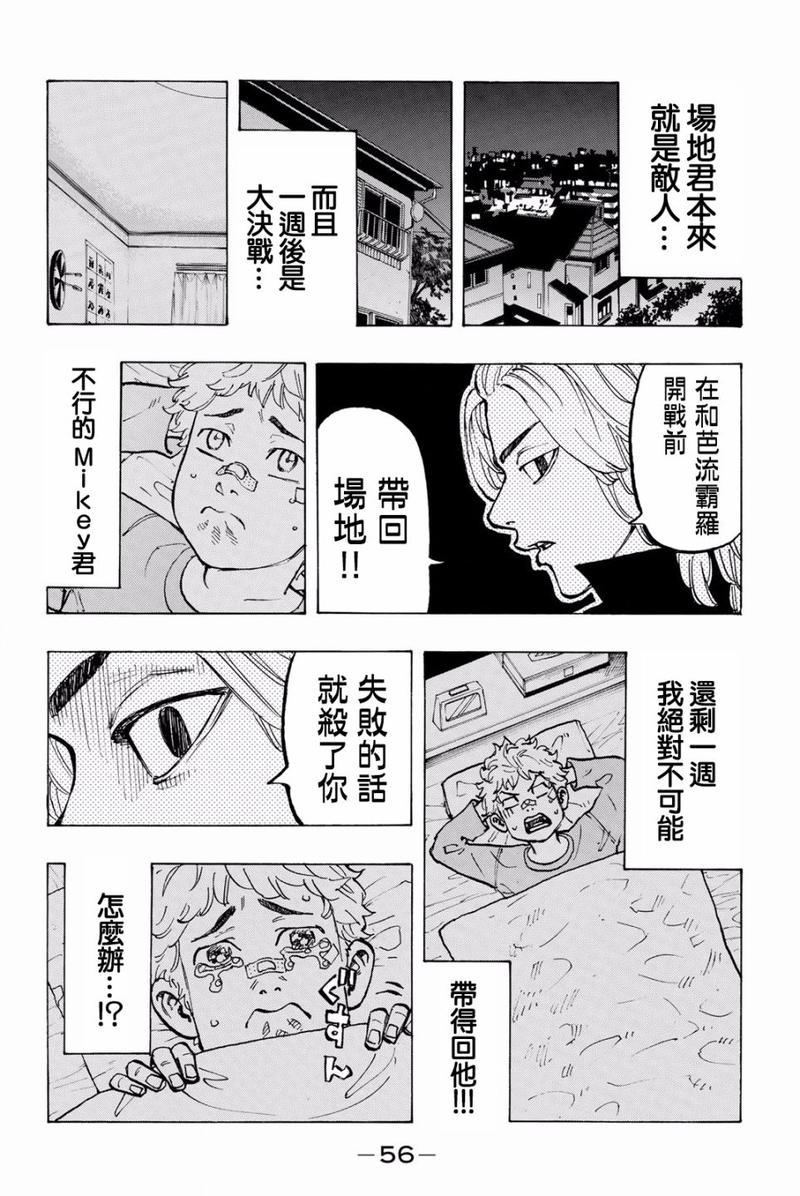 場地君本來
就是敵人…
而且
一週後是
大決戰…
在和芭流覇羅
開戰前
帶回
場地!!
不行的Mikey君
還剩一週
我絕對不可能
帶得回他!!!
失敗的話
就殺了你
怎麼辦…!?
ぐすん
—56—